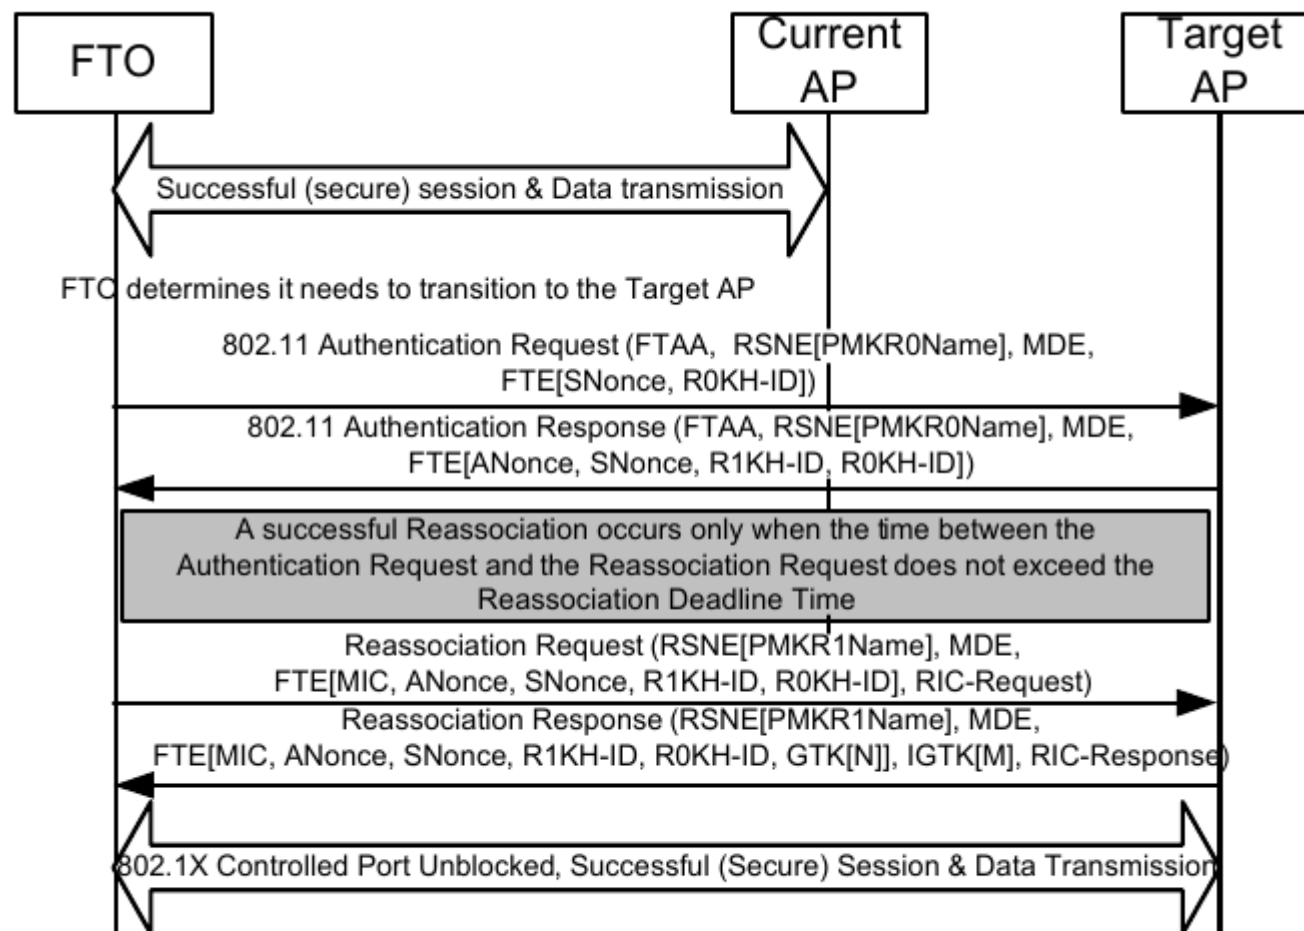 FTO
Current
AP
Target
AP
Successful (secure) session & Data transmission
FTO determines it needs to transition to the Target AP
802.11 Authentication Request (FTAA, RSNE[PMKR0Name], MDE,
FTE[SNonce, R0KH-ID])
802.11 Authentication Response (FTAA, RSNE[PMKR0Name], MDE,
FTE[ANonce, SNonce, R1KH-ID, R0KH-ID])
A successful Reassociation occurs only when the time between the
Authentication Request and the Reassociation Request does not exceed the
Reassociation Deadline Time
Reassociation Request (RSNE[PMKR1Name], MDE,
FTE[MIC, ANonce, SNonce, R1KH-ID, R0KH-ID], RIC-Request)
Reassociation Response (RSNE[PMKR1Name], MDE,
FTE[MIC, ANonce, SNonce, R1KH-ID, R0KH-ID, GTK[N]], IGTK[M], RIC-Response)
802.1X Controlled Port Unblocked, Successful (Secure) Session & Data Transmission